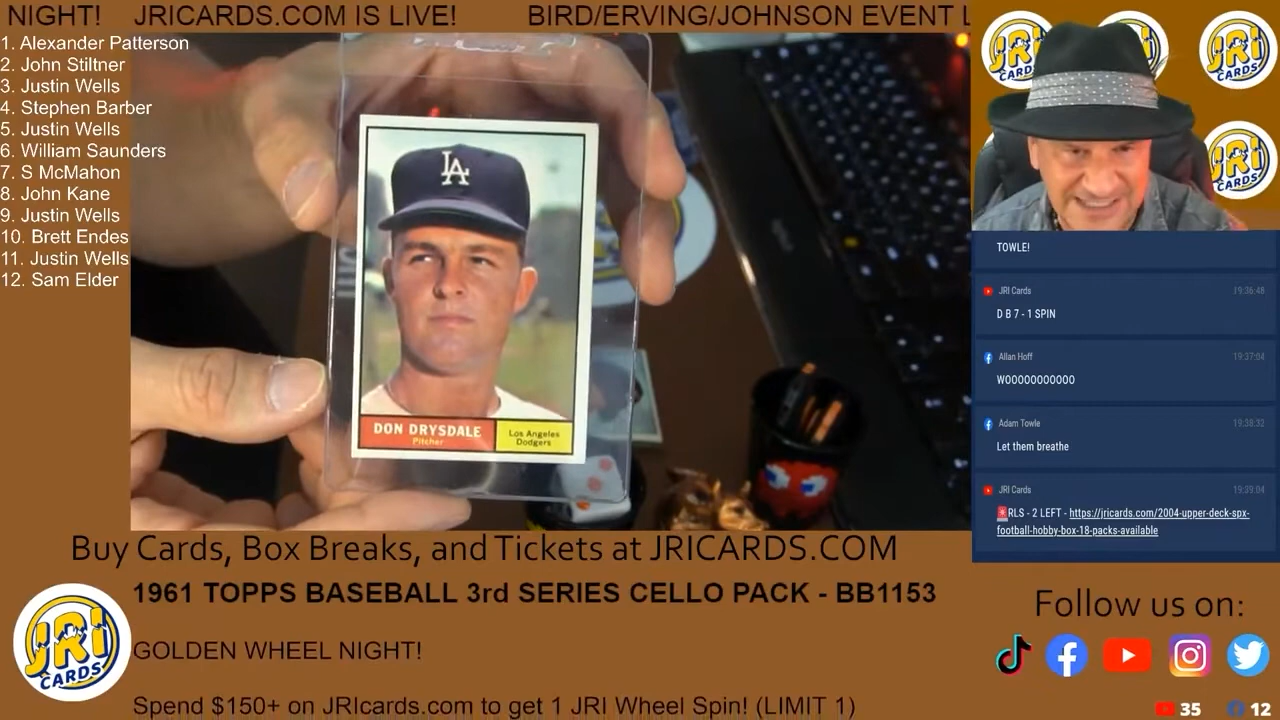 NIGHT! JRICARDS.COM IS LIVE! BIRD/ERVING/JOHNSON EVENT L
1. Alexander Patterson
2. John Stiltner
3. Justin Wells
4. Stephen Barber
5. Justin Wells
6. William Saunders
7. S McMahon
8. John Kane
9. Justin Wells
10. Brett Endes
11. Justin Wells
12. Sam Elder
LA
DON DRYSDALE
Pitcher
Los Angeles
Dodgers
JRI
CARDS
JRI
CARDS
JRI
CARDS
TOWLE!
JRI Cards 19:36:48
D B 7 - 1 SPIN
Allan Hoff 19:37:04
WOOOOOOOOOOO
Adam Towle 19:38:32
Let them breathe
JRI Cards 19:39:04
🚨RLS - 2 LEFT - https://jricards.com/2004-upper-deck-spx-
football-hobby-box-18-packs-available
Buy Cards, Box Breaks, and Tickets at JRICARDS.COM
1961 TOPPS BASEBALL 3rd SERIES CELLO PACK - BB1153
JRI
CARDS
GOLDEN WHEEL NIGHT!
Spend $150+ on JRIcards.com to get 1 JRI Wheel Spin! (LIMIT 1)
Follow us on:
35 12